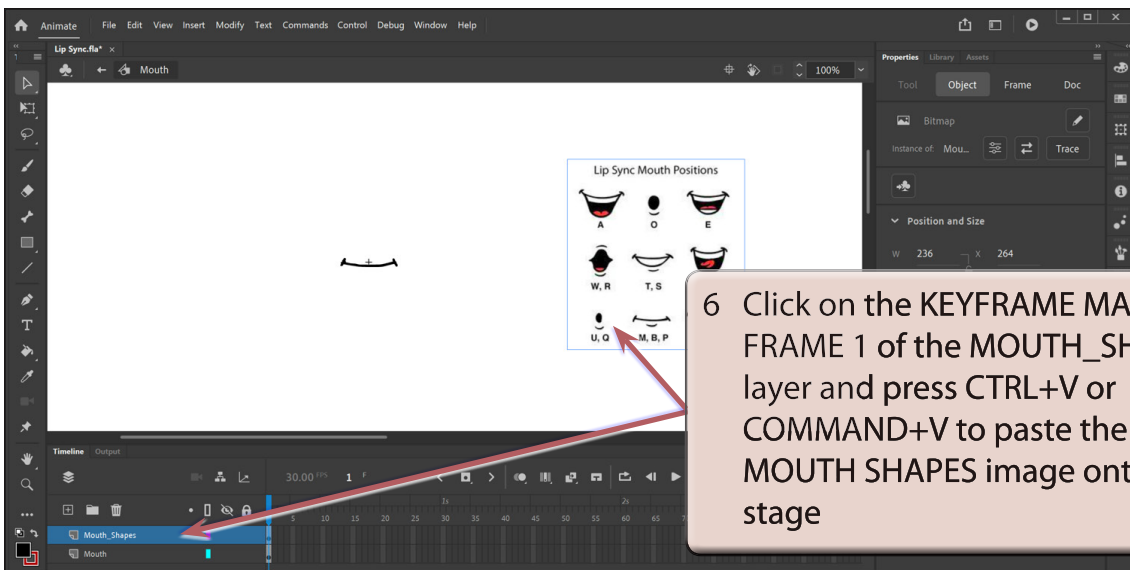 Animate File Edit View Insert Modify Text Commands Control Debug Window Help
Lip Sync.fla* ×
Mouth
100%
Properties Library Assets
Tool Object Frame Doc
Bitmap
Instance of: Mou... Trace
Position and Size
W 236 X 264
Lip Sync Mouth Positions
A O E
W, R T, S
U, Q M, B, P
6 Click on the KEYFRAME MA
FRAME 1 of the MOUTH_SH
layer and press CTRL+V or
COMMAND+V to paste the
MOUTH SHAPES image ont
stage
Timeline Output
30.00 FPS 1 F
1s 2s
5 10 15 20 25 30 35 40 45 50 55 60 65
Mouth_Shapes
Mouth